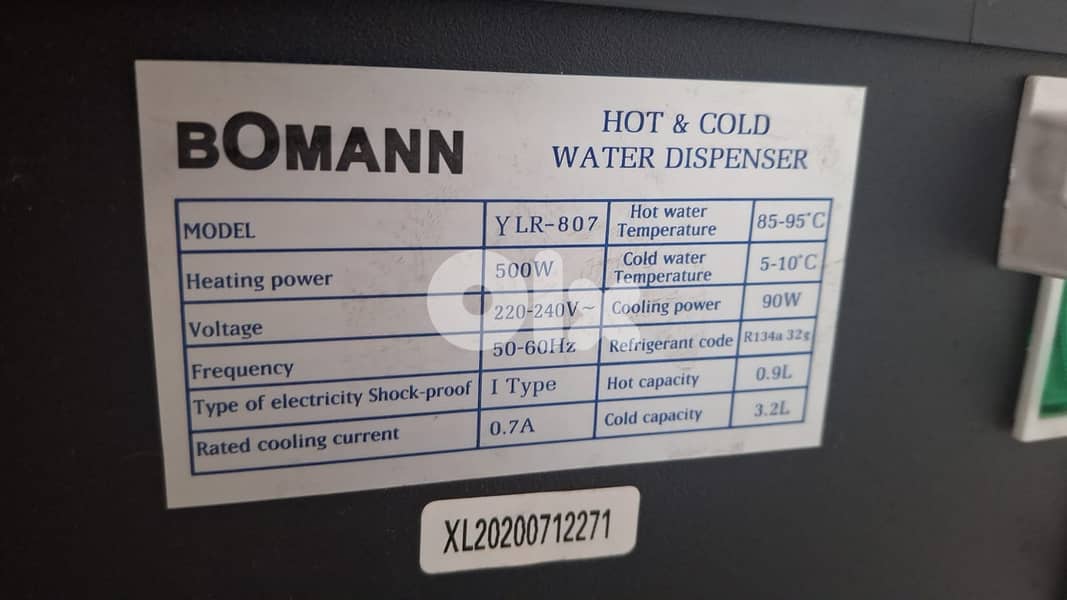 BOMANN
HOT & COLD
WATER DISPENSER
MODEL YLR-807 Hot water Temperature 85-95°C
Heating power 500W Cold water Temperature 5-10°C
Voltage 220-240V~ Cooling power 90W
Frequency 50-60Hz Refrigerant code R134a 32g
Type of electricity Shock-proof I Type Hot capacity 0.9L
Rated cooling current 0.7A Cold capacity 3.2L
XL20200712271
olx